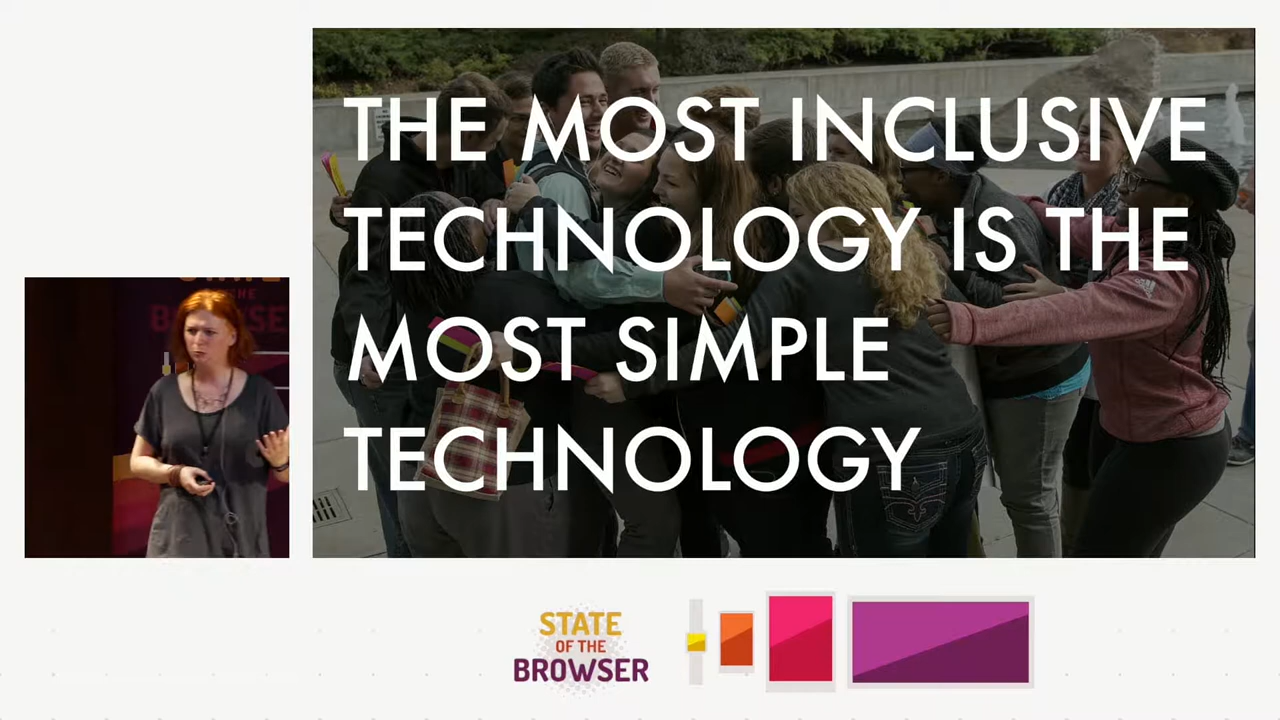 THE MOST INCLUSIVE
TECHNOLOGY IS THE
MOST SIMPLE
TECHNOLOGY
STATE
OF THE
BROWSER